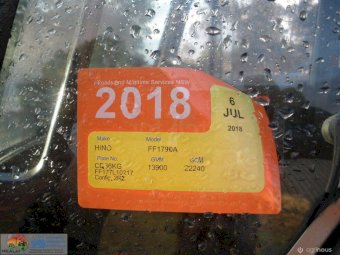 Roads and Maritime Services NSW
2018
6
JUL
2018
Make Model
HINO FF1790A
Plate No GVM GCM
13900 22240